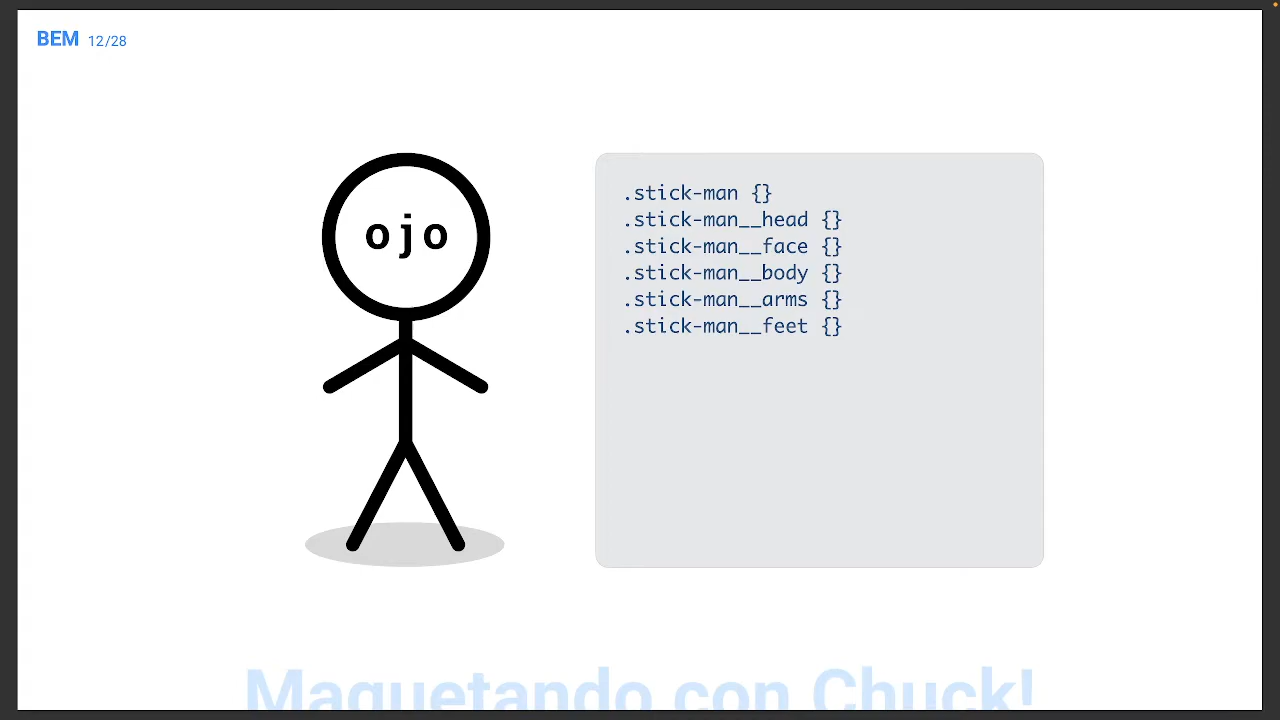 BEM 12/28
ojo
.stick-man {}
.stick-man__head {}
.stick-man__face {}
.stick-man__body {}
.stick-man__arms {}
.stick-man__feet {}
Maquetando con Chuck!